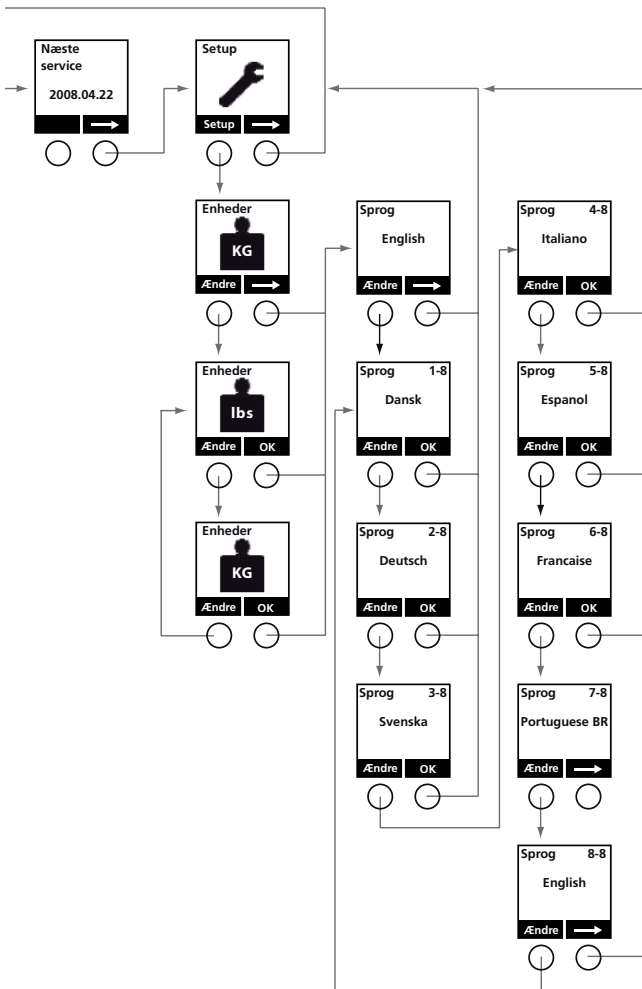 Næste
service
2008.04.22
Setup
Setup
Enheder
KG
Ændre
Enheder
lbs
Ændre OK
Enheder
KG
Ændre OK
Sprog
English
Ændre
Sprog 1-8
Dansk
Ændre OK
Sprog 2-8
Deutsch
Ændre OK
Sprog 3-8
Svenska
Ændre OK
Sprog 4-8
Italiano
Ændre OK
Sprog 5-8
Espanol
Ændre OK
Sprog 6-8
Francaise
Ændre OK
Sprog 7-8
Portuguese BR
Ændre
Sprog 8-8
English
Ændre